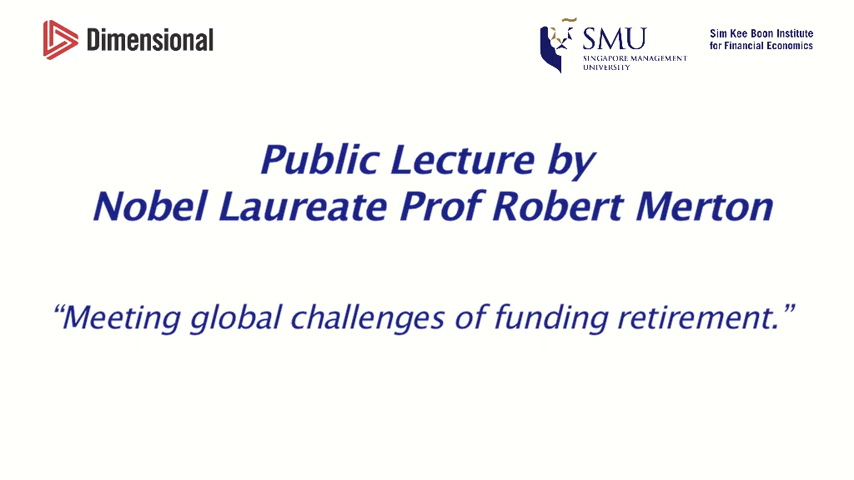 Dimensional
SMU
SINGAPORE MANAGEMENT
UNIVERSITY
Sim Kee Boon Institute
for Financial Economics
Public Lecture by
Nobel Laureate Prof Robert Merton
“Meeting global challenges of funding retirement.”